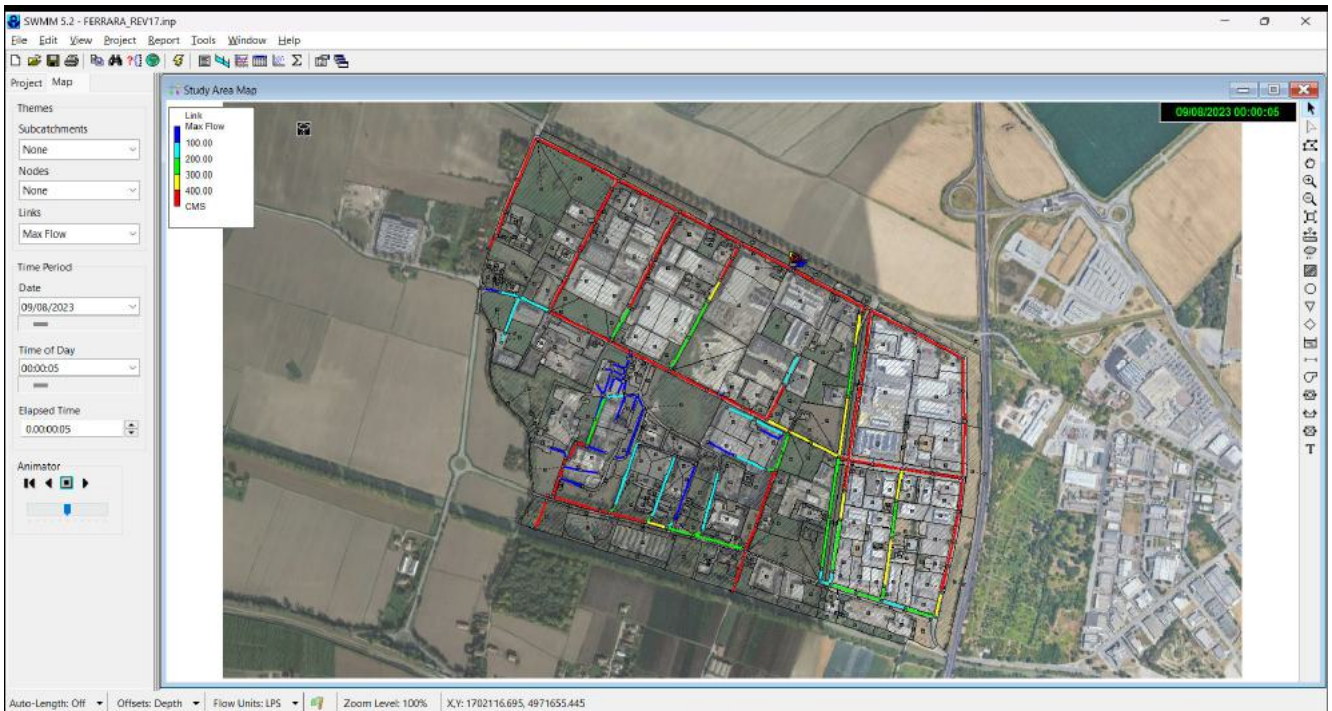 SWMM 5.2 - FERRARA_REV17.inp
File Edit View Project Report Tools Window Help
Project Map
Study Area Map
Themes
Subcatchments
None
Nodes
None
Links
Max Flow
Time Period
Date
09/08/2023
Time of Day
00:00:05
Elapsed Time
0.00:00:05
Animator
Link
Max Flow
100.00
200.00
300.00
400.00
CMS
09/08/2023 00:00:05
T
Auto-Length: Off Offsets: Depth Flow Units: LPS Zoom Level: 100% X,Y: 1702116.695, 4971655.445